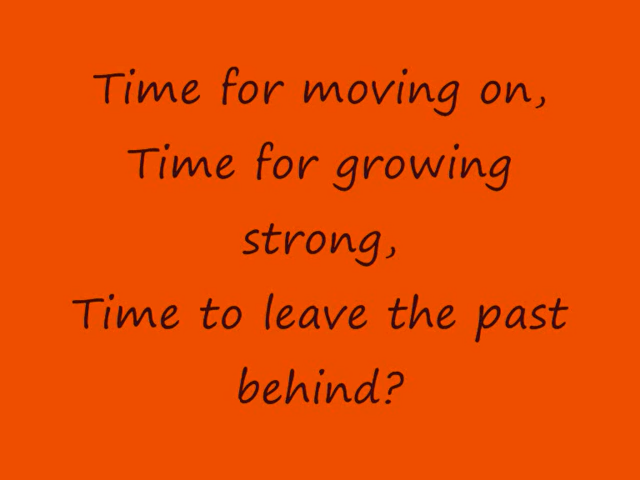 Time for moving on,
Time for growing
strong,
Time to leave the past
behind?